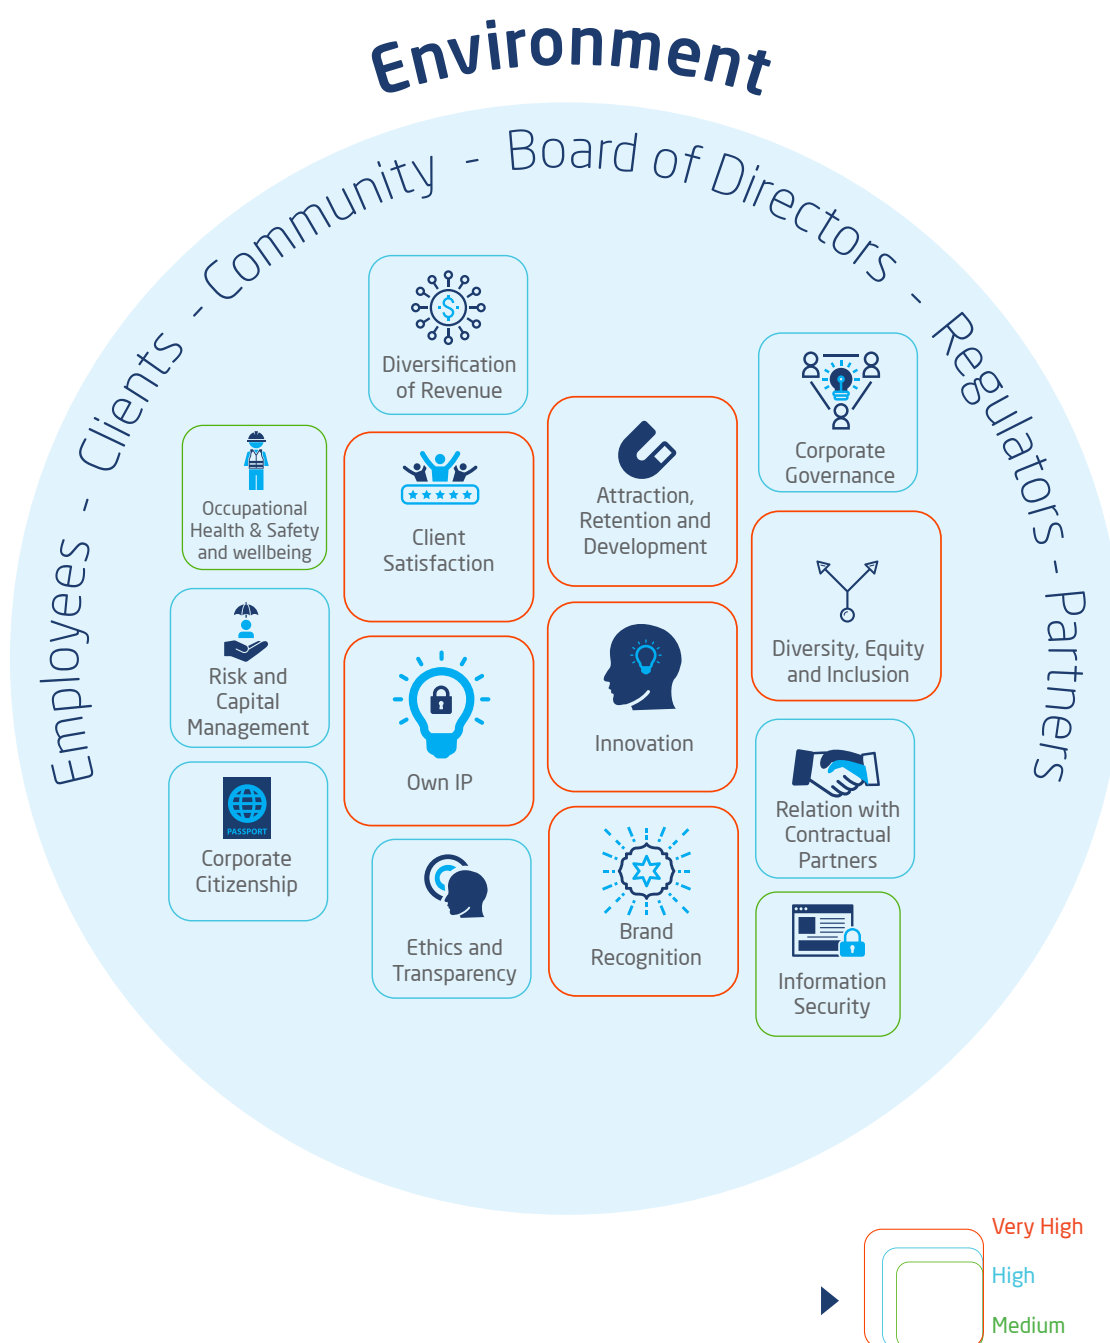 Environment
Employees - Clients - Community - Board of Directors - Regulators - Partners
Diversification
of Revenue
Corporate
Governance
Attraction,
Retention and
Development
Occupational
Health & Safety
and wellbeing
Client
Satisfaction
Diversity, Equity
and Inclusion
Risk and
Capital
Management
Innovation
Own IP
Relation with
Contractual
Partners
PASSPORT
Corporate
Citizenship
Brand
Recognition
Ethics and
Transparency
Information
Security
Very High
High
Medium